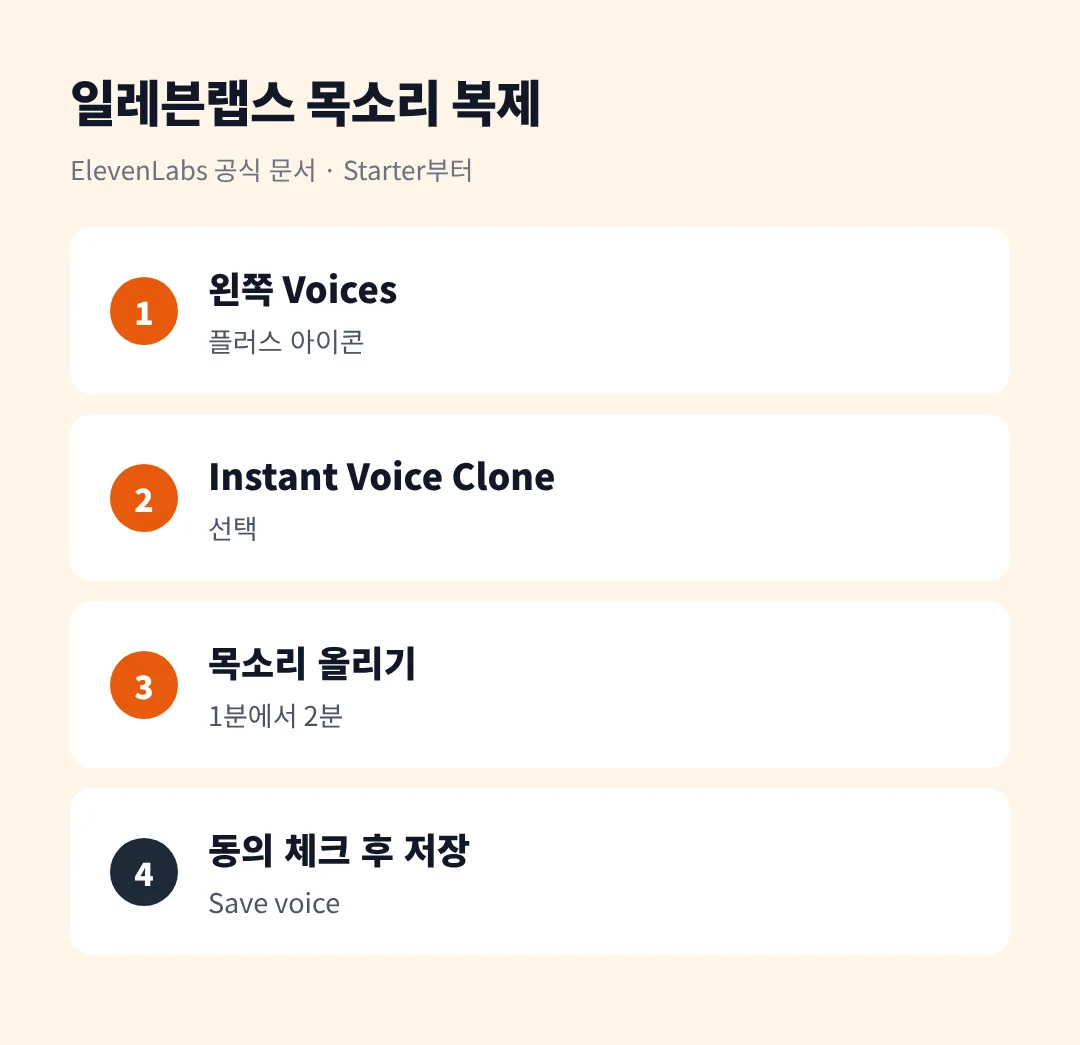 일레븐랩스 목소리 복제
ElevenLabs 공식 문서 · Starter부터
1
왼쪽 Voices
플러스 아이콘
2
Instant Voice Clone
선택
3
목소리 올리기
1분에서 2분
4
동의 체크 후 저장
Save voice